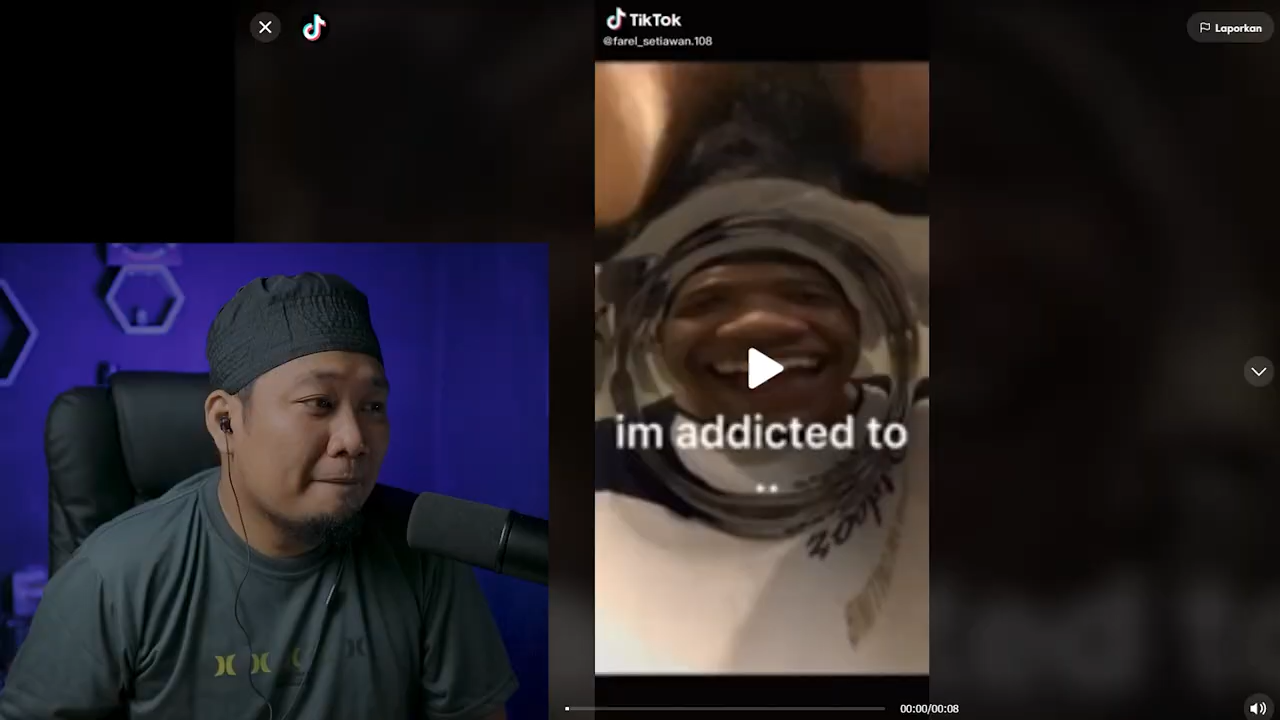 TikTok
@farel_setiawan.108
Laporkan
im addicted to
..
00:00/00:08